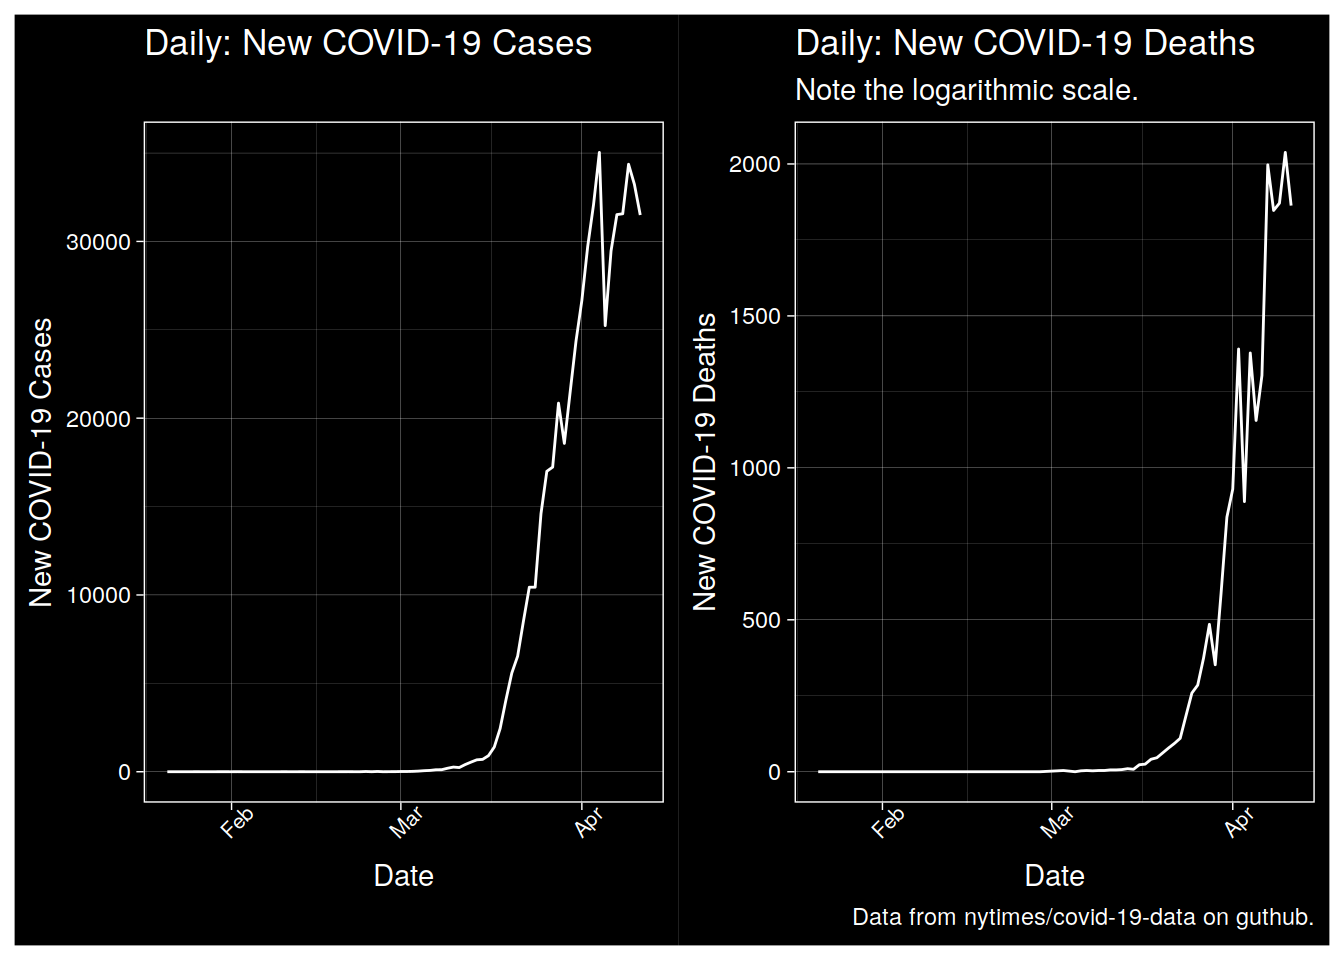 Daily: New COVID-19 Cases
New COVID-19 Cases
30000
20000
10000
0
Feb
Mar
Apr
Date
Daily: New COVID-19 Deaths
Note the logarithmic scale.
New COVID-19 Deaths
2000
1500
1000
500
0
Feb
Mar
Apr
Date
Data from nytimes/covid-19-data on guthub.